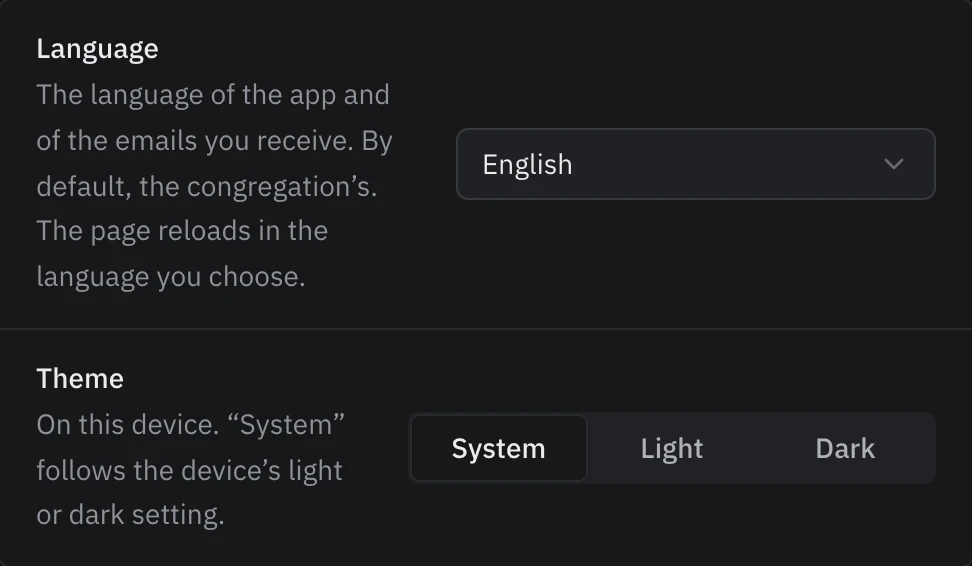 Language
The language of the app and
of the emails you receive. By
default, the congregation’s.
The page reloads in the
language you choose.
English
Theme
On this device. “System”
follows the device’s light
or dark setting.
System Light Dark